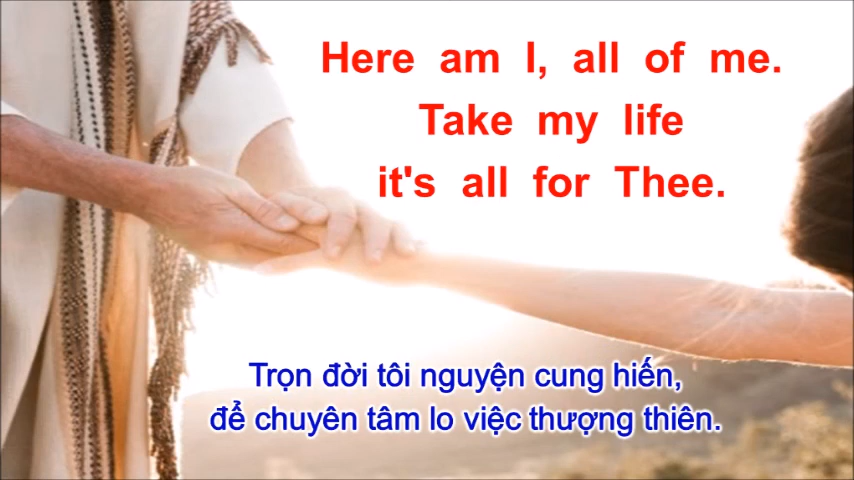 Here am I, all of me.
Take my life
it's all for Thee.
Trọn đời tôi nguyện cung hiến,
để chuyên tâm lo việc thượng thiên.